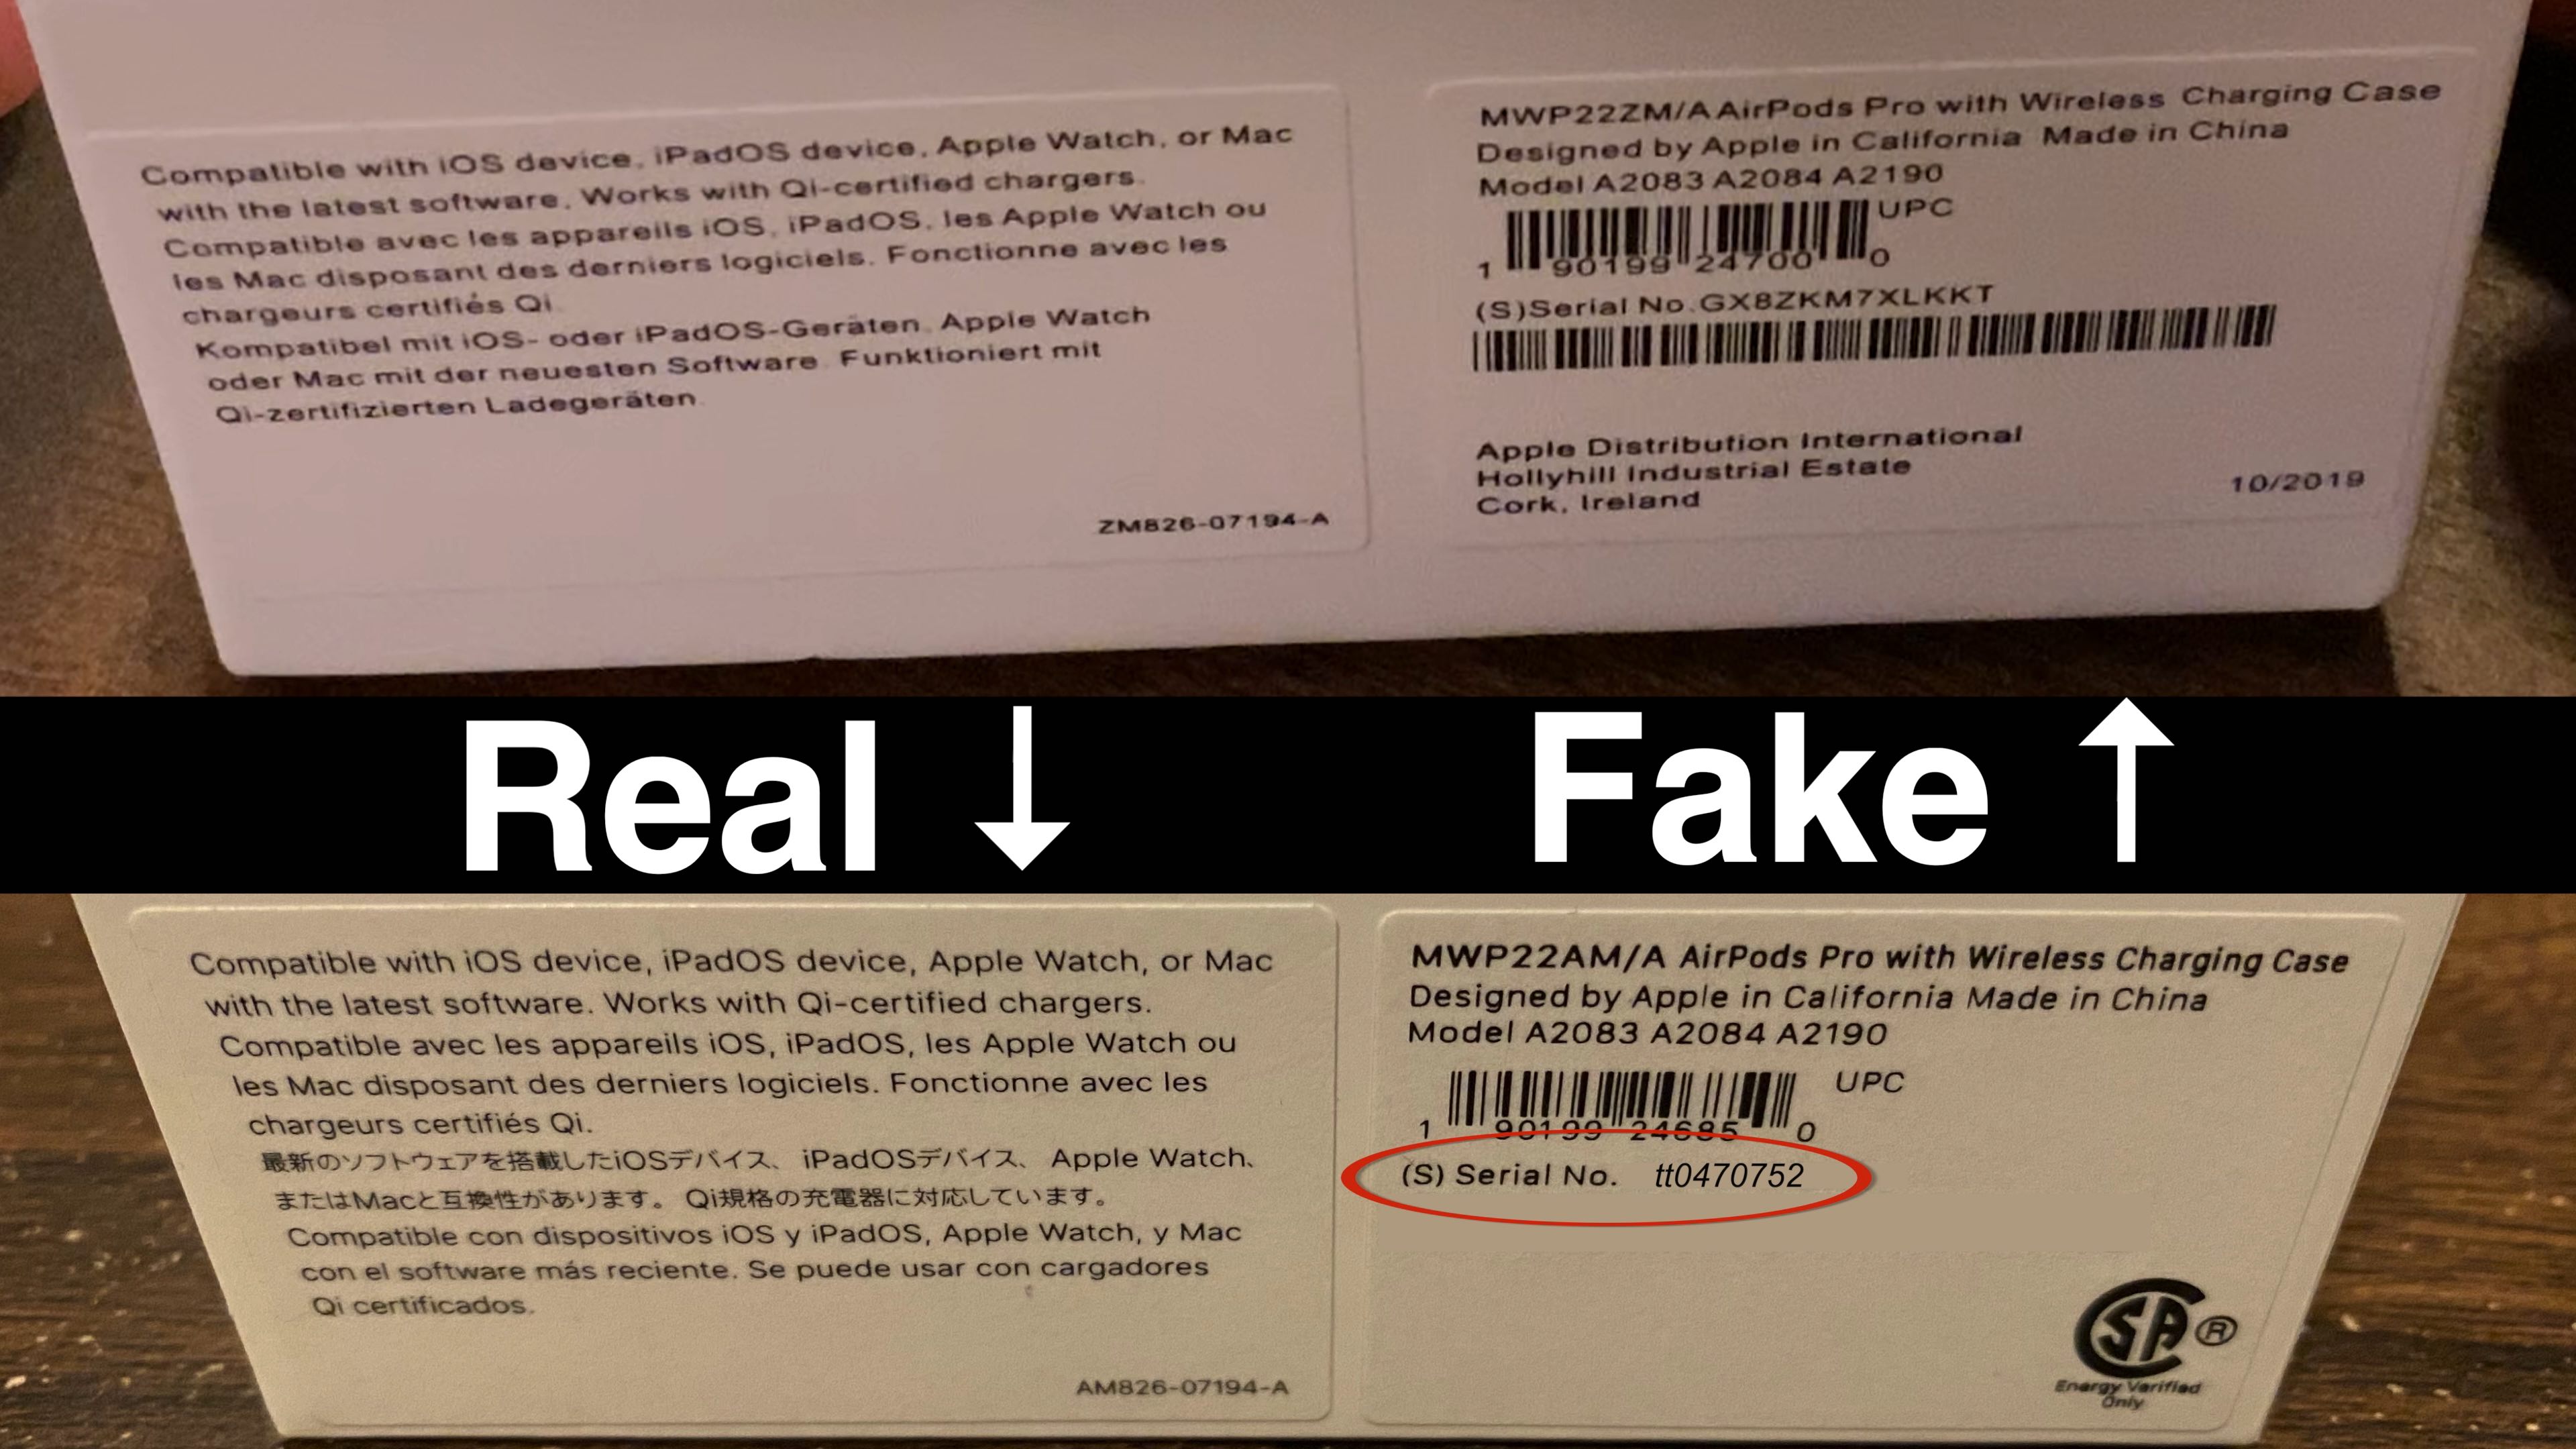 Compatible with iOS device, iPadOS device, Apple Watch, or Mac
with the latest software. Works with Qi-certified chargers.
Compatible avec les appareils iOS, iPadOS, les Apple Watch ou
les Mac disposant des derniers logiciels. Fonctionne avec les
chargeurs certifiés Qi.
Kompatibel mit iOS- oder iPadOS-Geräten, Apple Watch
oder Mac mit der neuesten Software. Funktioniert mit
Qi-zertifizierten Ladegeräten.
ZM826-07194-A
MWP22ZM/A AirPods Pro with Wireless Charging Case
Designed by Apple in California Made in China
Model A2083 A2084 A2190
UPC
1 90199 24700 0
(S)Serial No.GX8ZKM7XLKKT
Apple Distribution International
Hollyhill Industrial Estate
Cork, Ireland
10/2019
Real ↓
Fake ↑
Compatible with iOS device, iPadOS device, Apple Watch, or Mac
with the latest software. Works with Qi-certified chargers.
Compatible avec les appareils iOS, iPadOS, les Apple Watch ou
les Mac disposant des derniers logiciels. Fonctionne avec les
chargeurs certifiés Qi.
最新のソフトウェアを搭載したiOSデバイス、iPadOSデバイス、Apple Watch、
またはMacと互換性があります。Qi規格の充電器に対応しています。
Compatible con dispositivos iOS y iPadOS, Apple Watch, y Mac
con el software más reciente. Se puede usar con cargadores
Qi certificados.
AM826-07194-A
MWP22AM/A AirPods Pro with Wireless Charging Case
Designed by Apple in California Made in China
Model A2083 A2084 A2190
UPC
1 90199 24685 0
(S) Serial No. tt0470752
SA ®
Energy Verified
Only